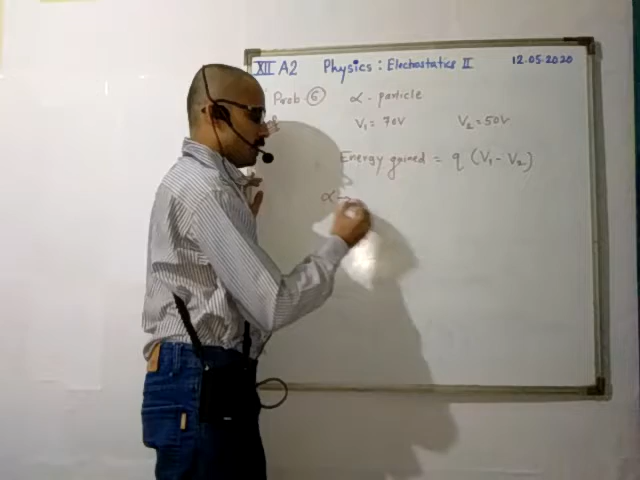 XII A2 Physics : Electrostatics II 12.05.2020
Prob. 6 α - particle
V₁ = 70V V₂ = 50V
Energy gained = q (V₁ - V₂)
α -